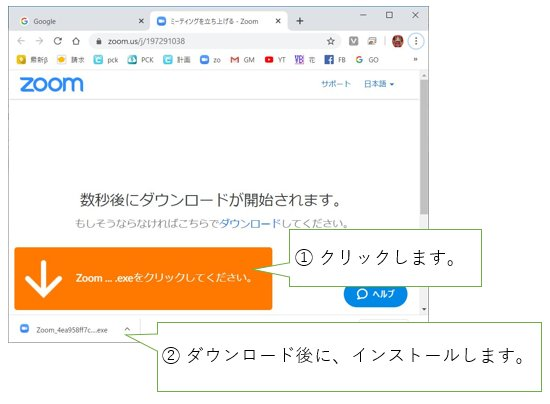 Google
ミーティングを立ち上げる - Zoom
zoom.us/j/197291038
最新β 請求 pck PCK 計画 zo GM YT 花 FB GO »
zoom サポート 日本語
数秒後にダウンロードが開始されます。
もしそうならなければこちらでダウンロードしてください。
① クリックします。
Zoom ... .exeをクリックしてください。
ヘルプ
Zoom_4ea958ff7c....exe
② ダウンロード後に、インストールします。